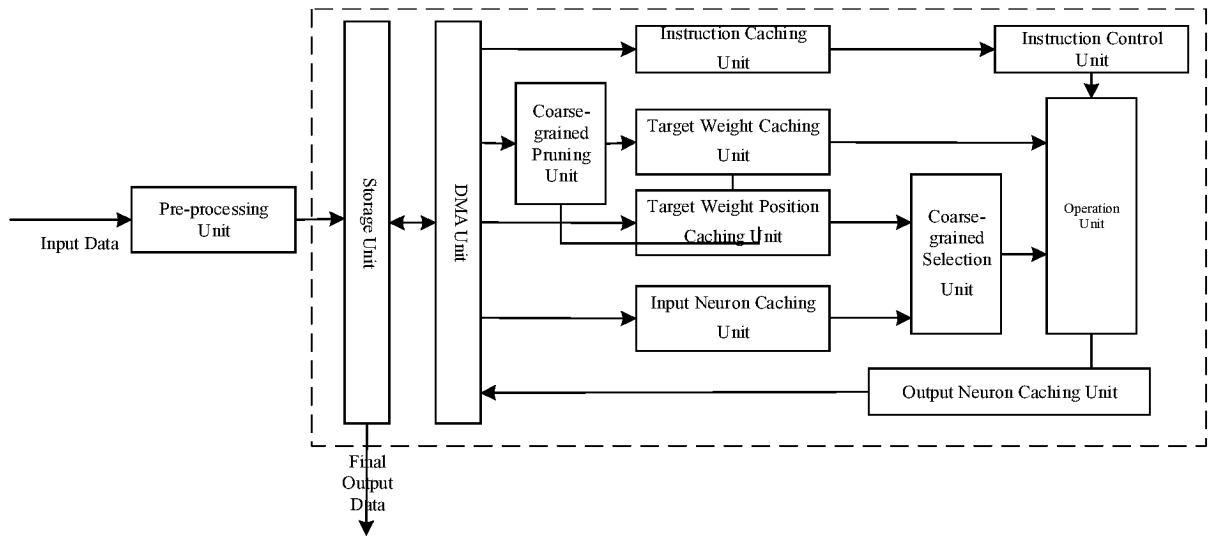 Input Data
Pre-processing
Unit
Storage Unit
DMA Unit
Final
Output
Data
Instruction Caching
Unit
Instruction Control
Unit
Coarse-
grained
Pruning
Unit
Target Weight Caching
Unit
Target Weight Position
Caching Unit
Input Neuron Caching
Unit
Coarse-
grained
Selection
Unit
Operation
Unit
Output Neuron Caching Unit